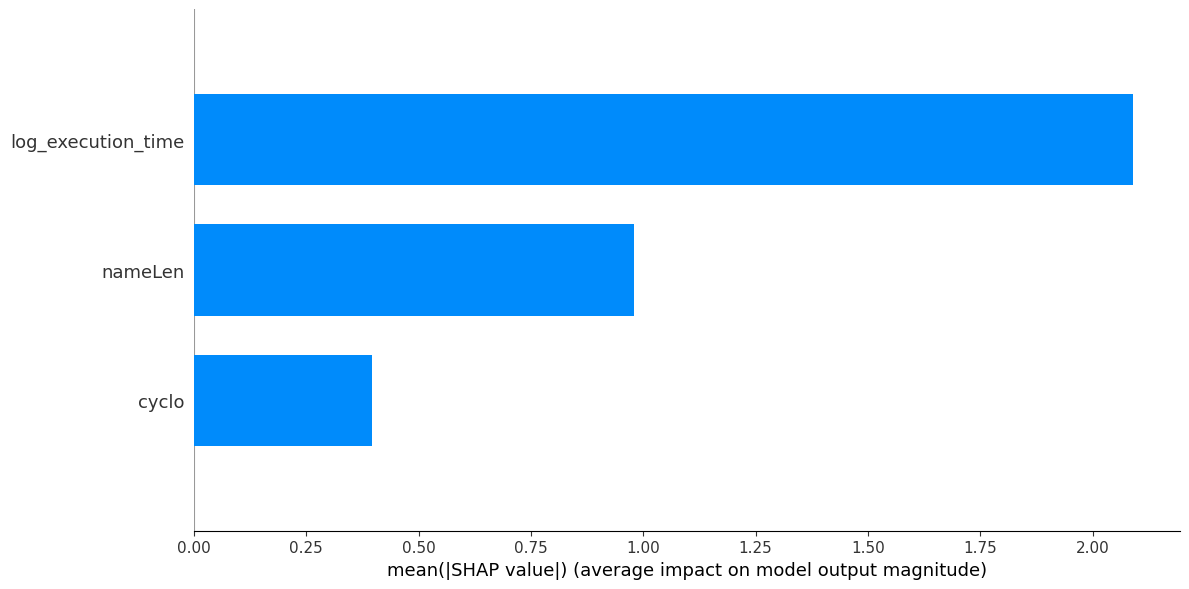 log_execution_time
nameLen
cyclo
0.00 0.25 0.50 0.75 1.00 1.25 1.50 1.75 2.00
mean(|SHAP value|) (average impact on model output magnitude)